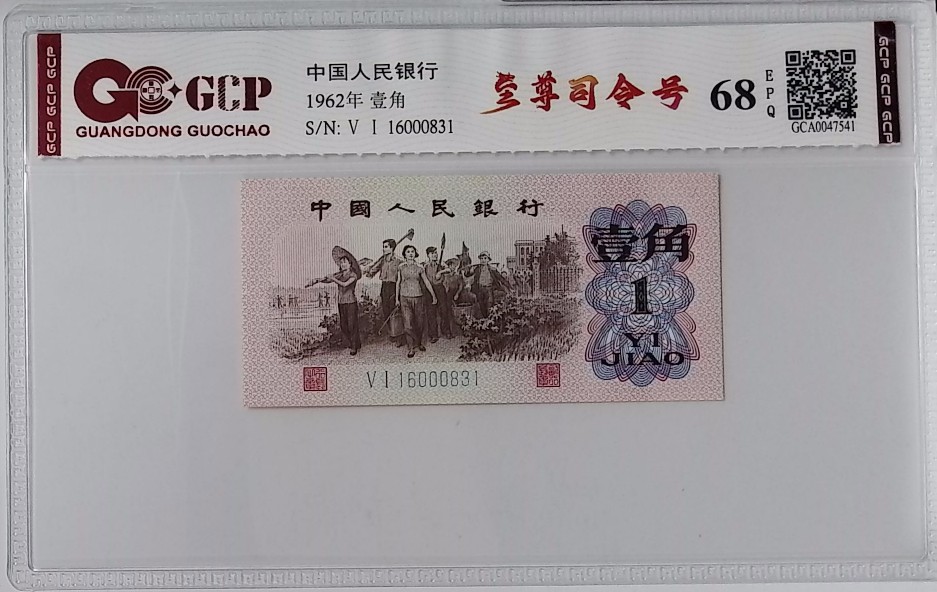 GCP GCP GCP
GCP
GUANGDONG GUOCHAO
中国人民银行
1962年 壹角
S/N: V I 16000831
至尊司令号
68
EPQ
GCA0047541
GCP GCP GCP
中國人民銀行
壹角
1
YI
JIAO
V I 16000831